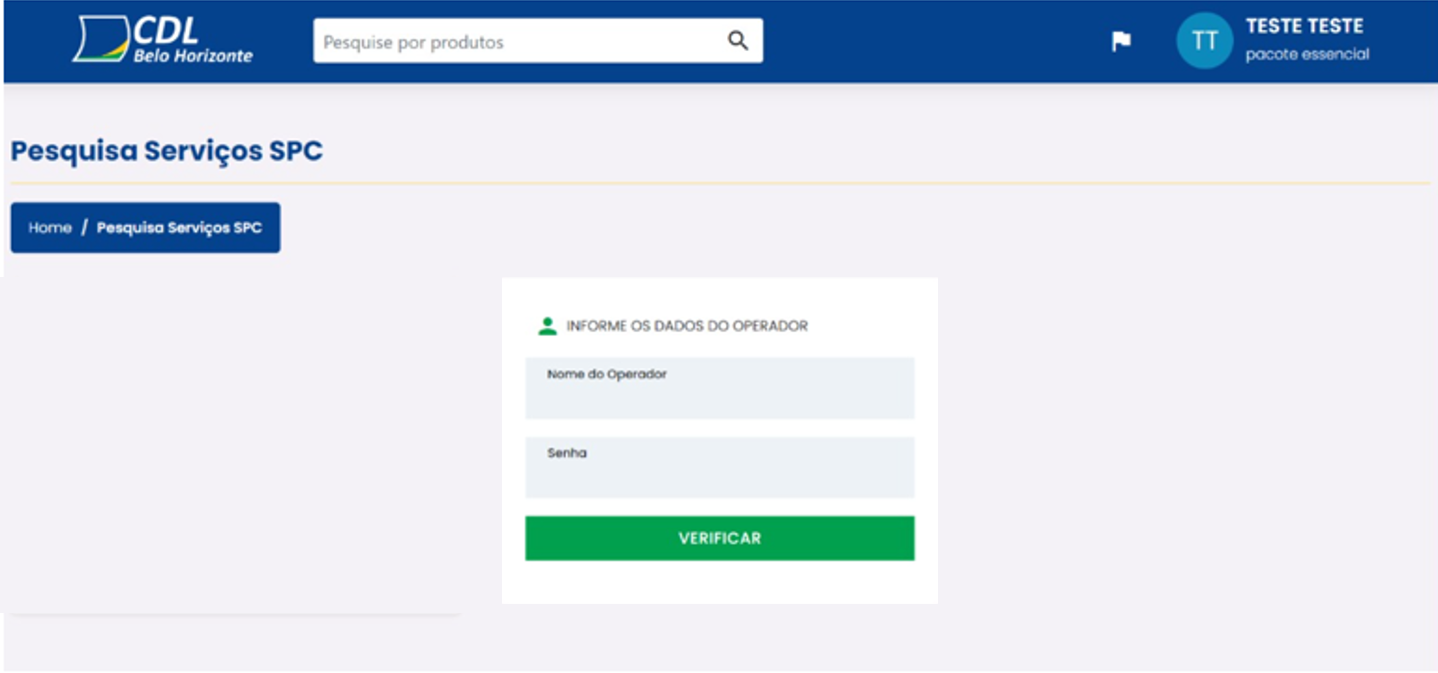 CDL
Belo Horizonte
Pesquise por produtos
TT
TESTE TESTE
pacote essencial
Pesquisa Serviços SPC
Home / Pesquisa Serviços SPC
INFORME OS DADOS DO OPERADOR
Nome do Operador
Senha
VERIFICAR